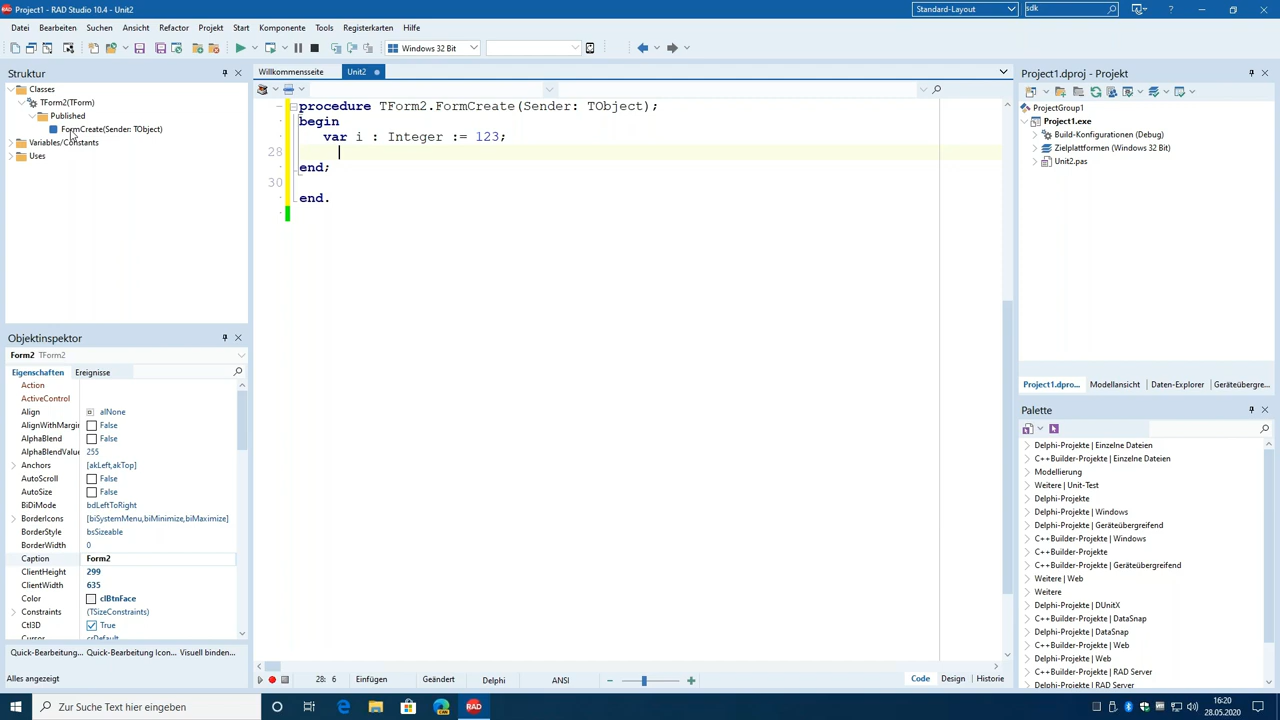 Project1 - RAD Studio 10.4 - Unit2
Standard-Layout
sdk
Datei Bearbeiten Suchen Ansicht Refactor Projekt Start Komponente Tools Registerkarten Hilfe
Windows 32 Bit
Struktur
Classes
TForm2(TForm)
Published
FormCreate(Sender: TObject)
Variables/Constants
Uses
Willkommensseite
Unit2
procedure TForm2.FormCreate(Sender: TObject);
begin
var i : Integer := 123;
28
end;
30
end.
Project1.dproj - Projekt
ProjectGroup1
Project1.exe
Build-Konfigurationen (Debug)
Zielplattformen (Windows 32 Bit)
Unit2.pas
Objektinspektor
Form2 TForm2
Eigenschaften Ereignisse
Action
ActiveControl
Align alNone
AlignWithMargin
False
AlphaBlend False
AlphaBlendValue
255
Anchors [akLeft,akTop]
AutoScroll False
AutoSize False
BiDiMode bdLeftToRight
BorderIcons [biSystemMenu,biMinimize,biMaximize]
BorderStyle bsSizeable
BorderWidth 0
Caption Form2
ClientHeight 299
ClientWidth 635
Color clBtnFace
Constraints (TSizeConstraints)
Ctl3D True
Cursor crDefault
Quick-Bearbeitung... Quick-Bearbeitung Icon... Visuell binden...
Alles angezeigt
28: 6 Einfügen Geändert Delphi ANSI
Code Design Historie
Project1.dpro... Modellansicht Daten-Explorer Geräteübergre...
Palette
Delphi-Projekte | Einzelne Dateien
C++Builder-Projekte | Einzelne Dateien
Modellierung
Weitere | Unit-Test
Delphi-Projekte
Delphi-Projekte | Windows
Delphi-Projekte | Geräteübergreifend
C++Builder-Projekte | Windows
C++Builder-Projekte
C++Builder-Projekte | Geräteübergreifend
Weitere | Web
Weitere
Delphi-Projekte | DUnitX
C++Builder-Projekte | DataSnap
Delphi-Projekte | DataSnap
C++Builder-Projekte | Web
Delphi-Projekte | Web
C++Builder-Projekte | RAD Server
Delphi-Projekte | RAD Server
Zur Suche Text hier eingeben
RAD
16:20
28.05.2020